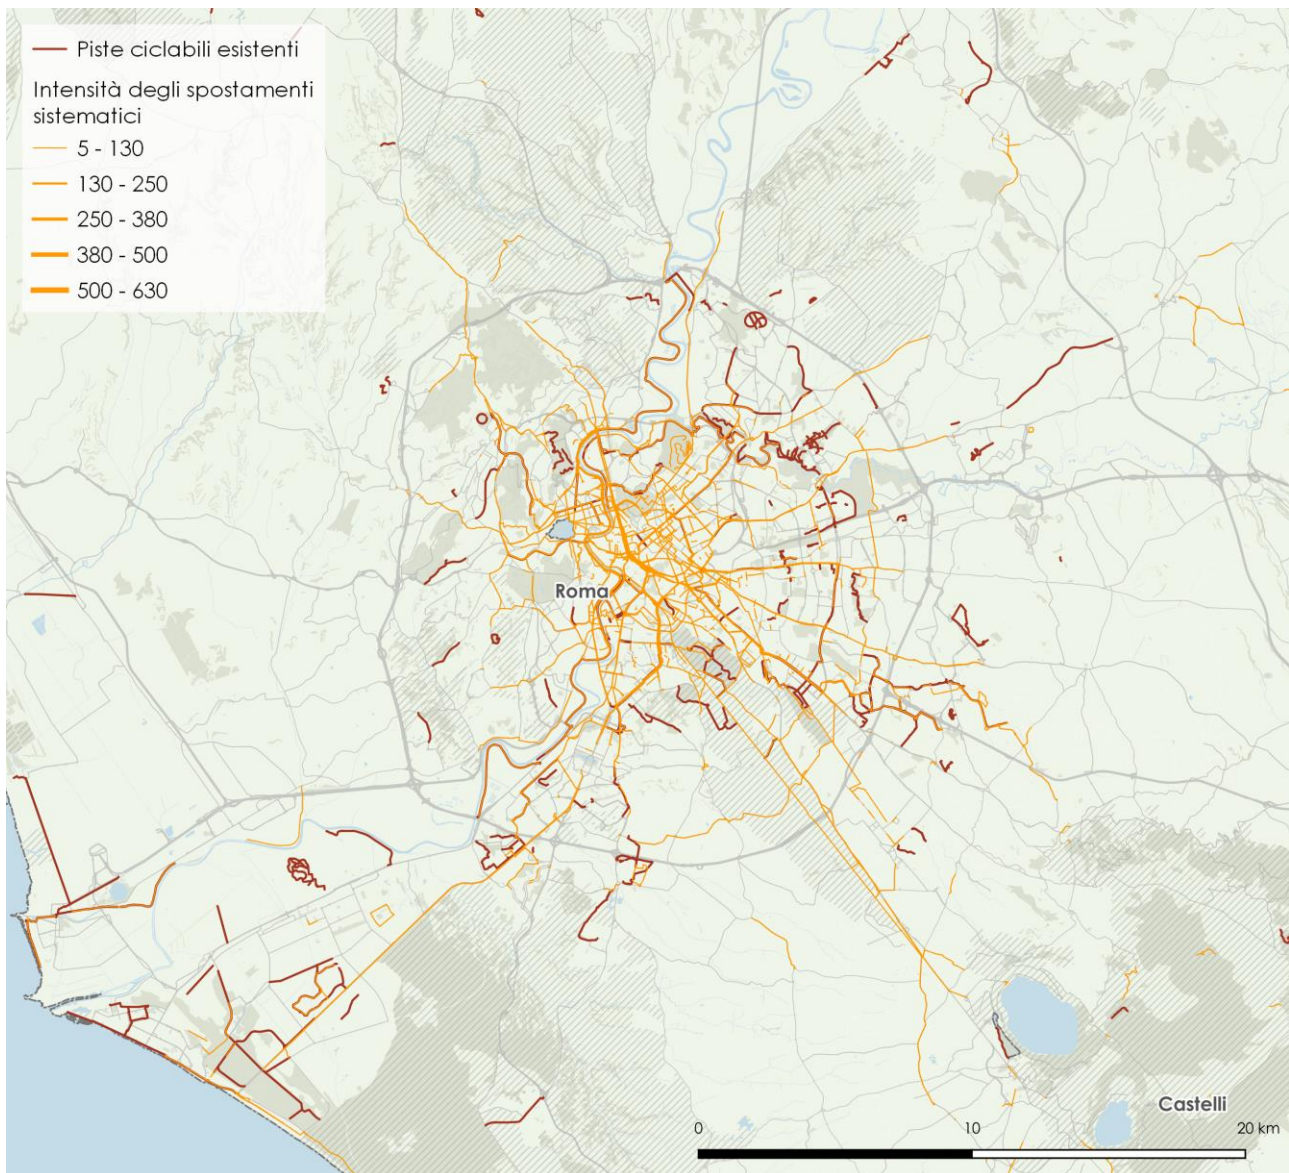 Piste ciclabili esistenti
Intensità degli spostamenti
sistematici
5 - 130
130 - 250
250 - 380
380 - 500
500 - 630
Roma
Castelli
0 10 20 km